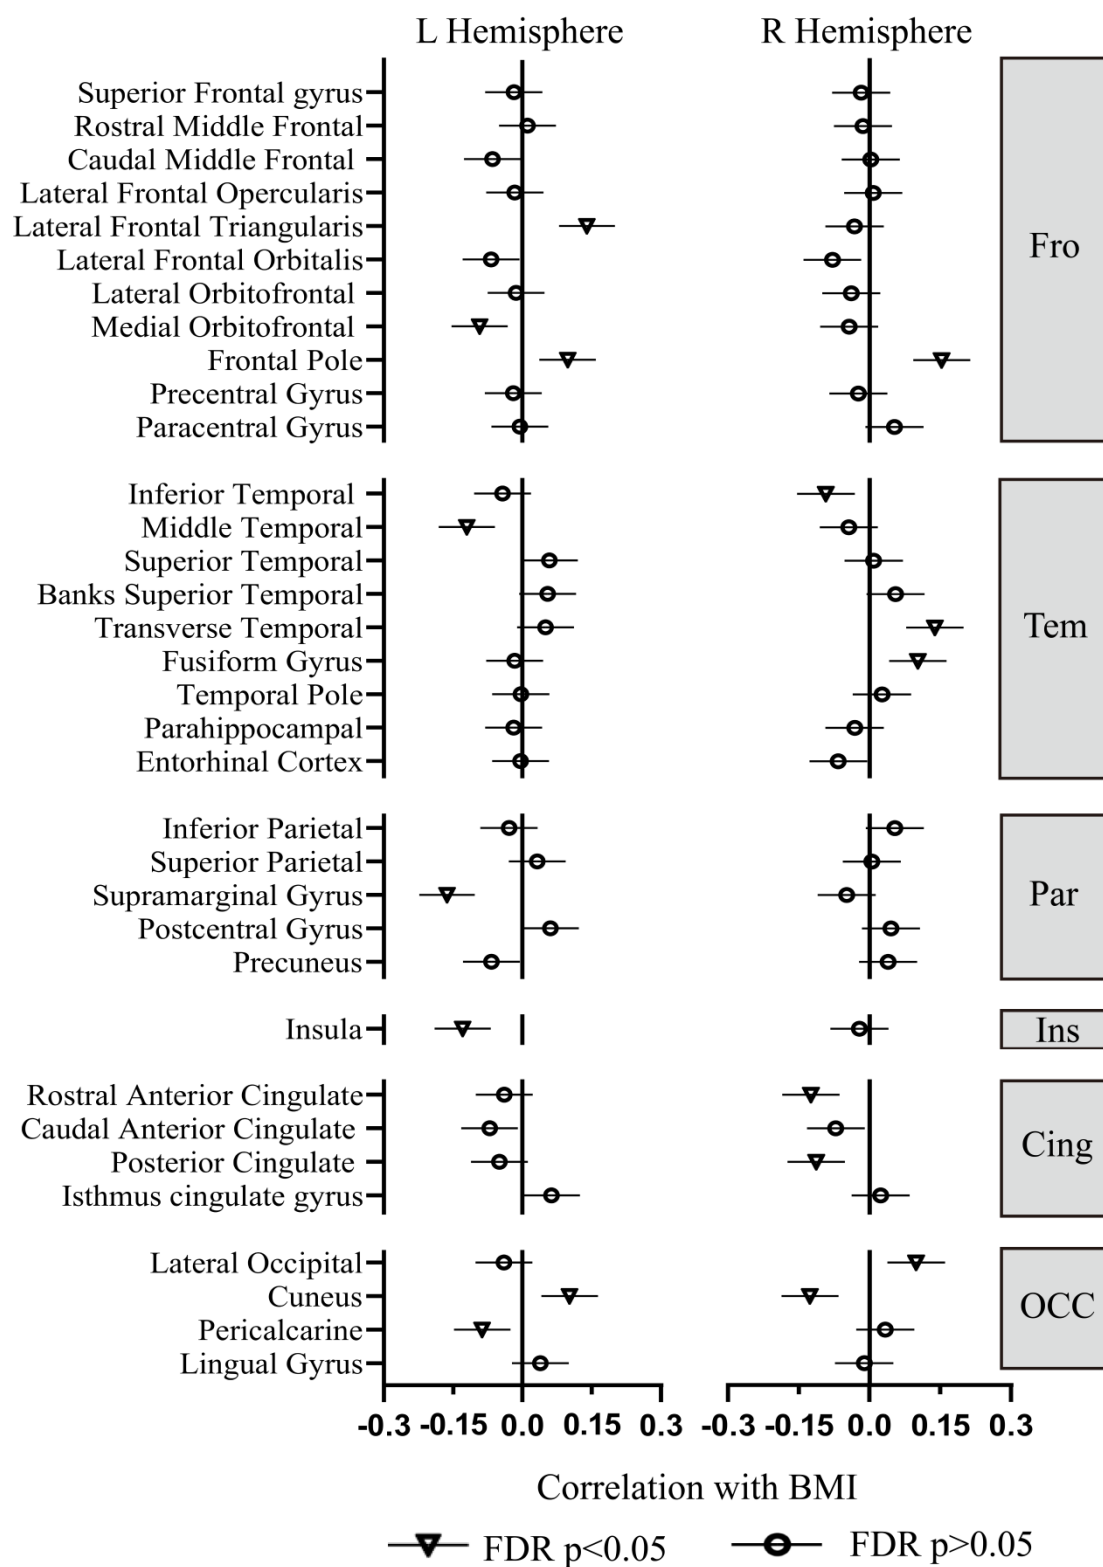 L Hemisphere R Hemisphere
Superior Frontal gyrus
Rostral Middle Frontal
Caudal Middle Frontal
Lateral Frontal Opercularis
Lateral Frontal Triangularis
Fro
Lateral Frontal Orbitalis
Lateral Orbitofrontal
Medial Orbitofrontal
Frontal Pole
Precentral Gyrus
Paracentral Gyrus
Inferior Temporal
Middle Temporal
Superior Temporal
Banks Superior Temporal
Transverse Temporal
Tem
Fusiform Gyrus
Temporal Pole
Parahippocampal
Entorhinal Cortex
Inferior Parietal
Superior Parietal
Supramarginal Gyrus
Par
Postcentral Gyrus
Precuneus
Insula
Ins
Rostral Anterior Cingulate
Caudal Anterior Cingulate
Cing
Posterior Cingulate
Isthmus cingulate gyrus
Lateral Occipital
Cuneus
OCC
Pericalcarine
Lingual Gyrus
-0.3 -0.15 0.0 0.15 0.3 -0.3 -0.15 0.0 0.15 0.3
Correlation with BMI
FDR p<0.05 FDR p>0.05